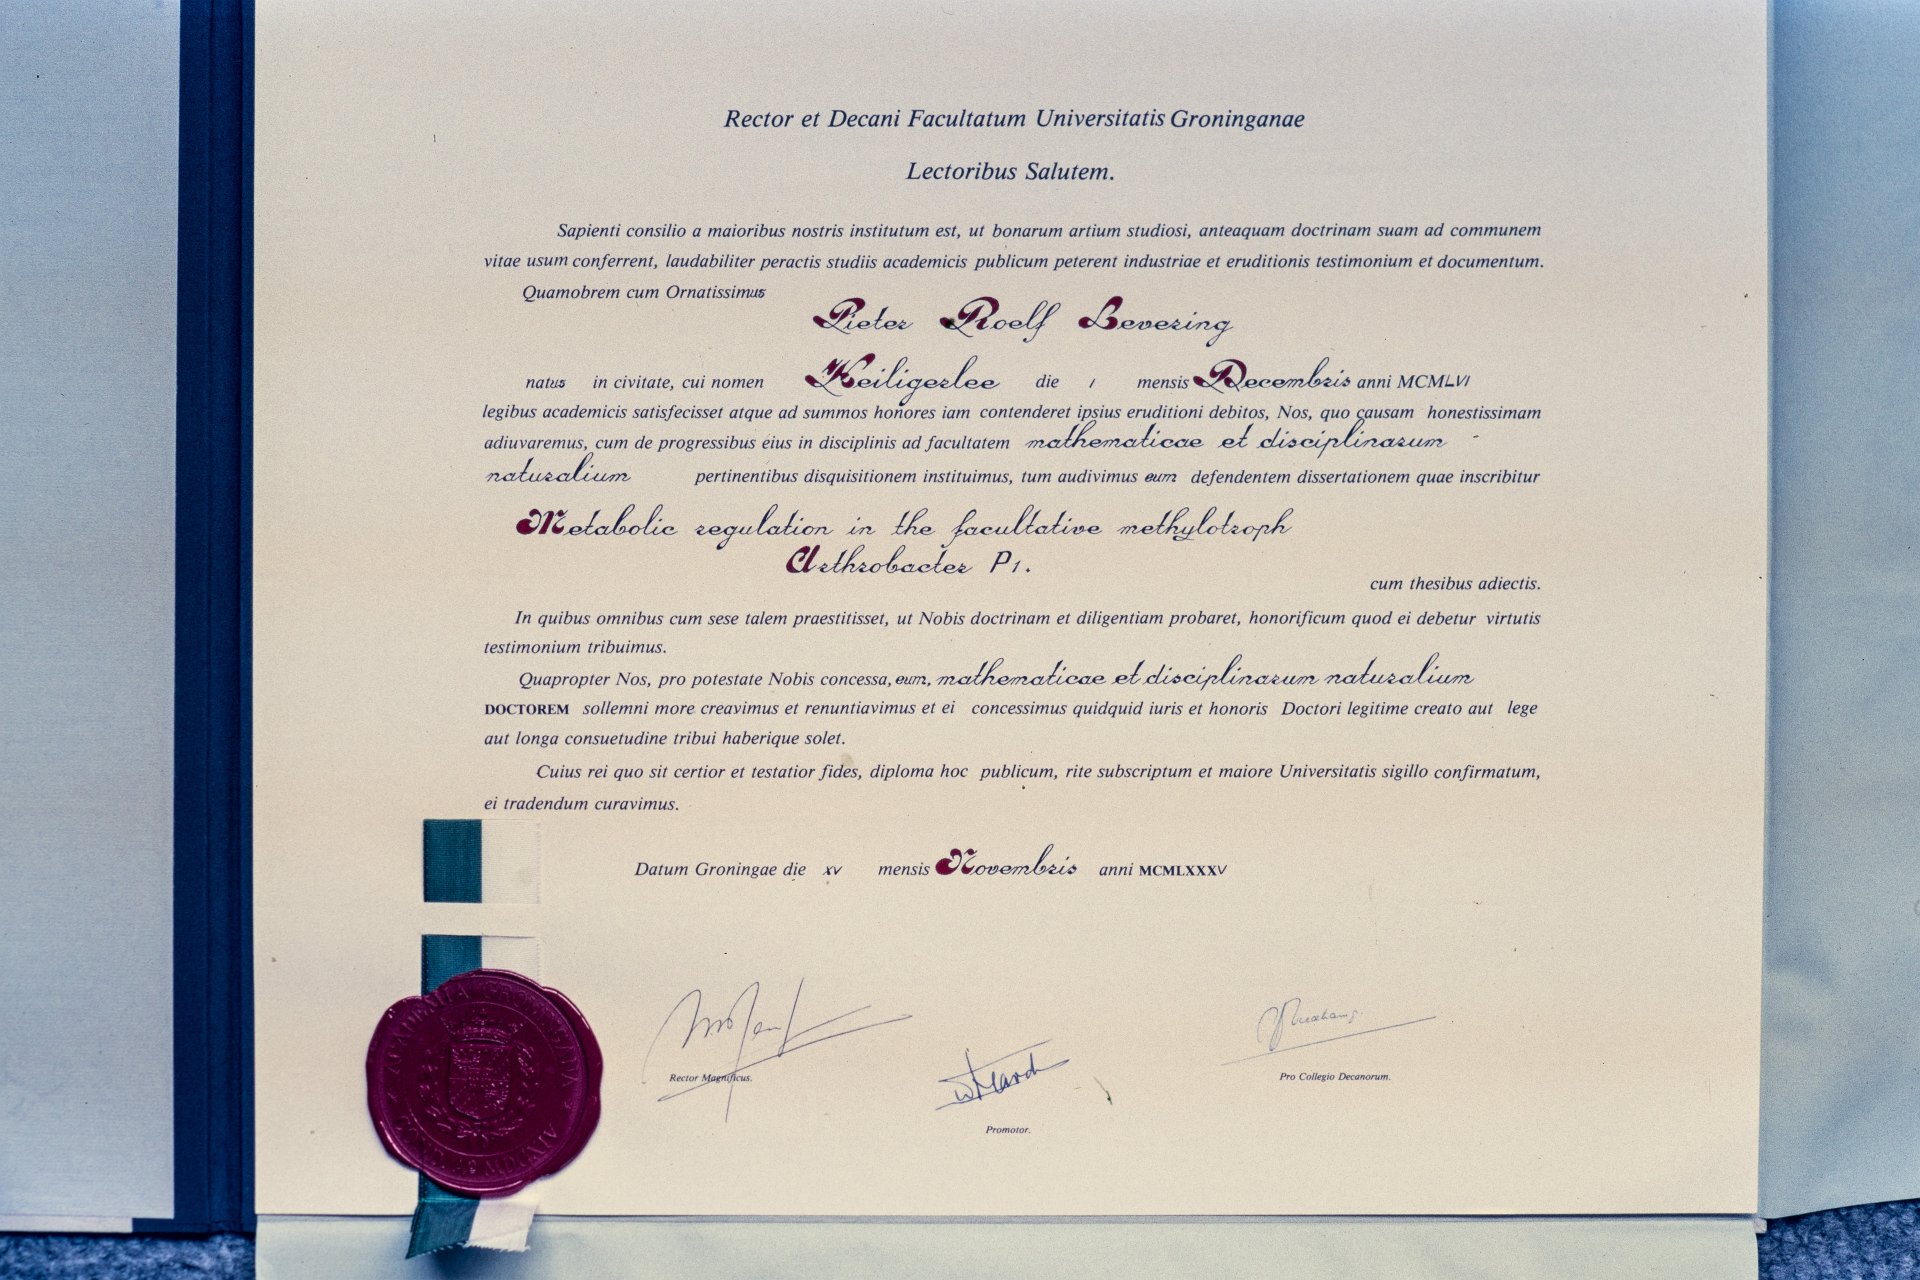 Rector et Decani Facultatum Universitatis Groninganae
Lectoribus Salutem.
Sapienti consilio a maioribus nostris institutum est, ut bonarum artium studiosi, anteaquam doctrinam suam ad communem
vitae usum conferrent, laudabiliter peractis studiis academicis publicum peterent industriae et eruditionis testimonium et documentum.
Quamobrem cum Ornatissimus
Pieter Roelf Levering
natus in civitate, cui nomen Heiligerlee die I mensis Decembris anni MCMLVI
legibus academicis satisfecisset atque ad summos honores iam contenderet ipsius eruditioni debitos, Nos, quo causam honestissimam
adiuvaremus, cum de progressibus eius in disciplinis ad facultatem mathematicae et disciplinarum
naturalium pertinentibus disquisitionem instituimus, tum audivimus eum defendentem dissertationem quae inscribitur
Metabolic regulation in the facultative methylotroph
Arthrobacter P1.
cum thesibus adiectis.
In quibus omnibus cum sese talem praestitisset, ut Nobis doctrinam et diligentiam probaret, honorificum quod ei debetur virtutis
testimonium tribuimus.
Quapropter Nos, pro potestate Nobis concessa, eum, mathematicae et disciplinarum naturalium
DOCTOREM sollemni more creavimus et renuntiavimus et ei concessimus quidquid iuris et honoris Doctori legitime creato aut lege
aut longa consuetudine tribui haberique solet.
Cuius rei quo sit certior et testatior fides, diploma hoc publicum, rite subscriptum et maiore Universitatis sigillo confirmatum,
ei tradendum curavimus.
Datum Groningae die XV mensis Novembris anni MCMLXXXV
Rector Magnificus.
Pro Collegio Decanorum.
Promotor.